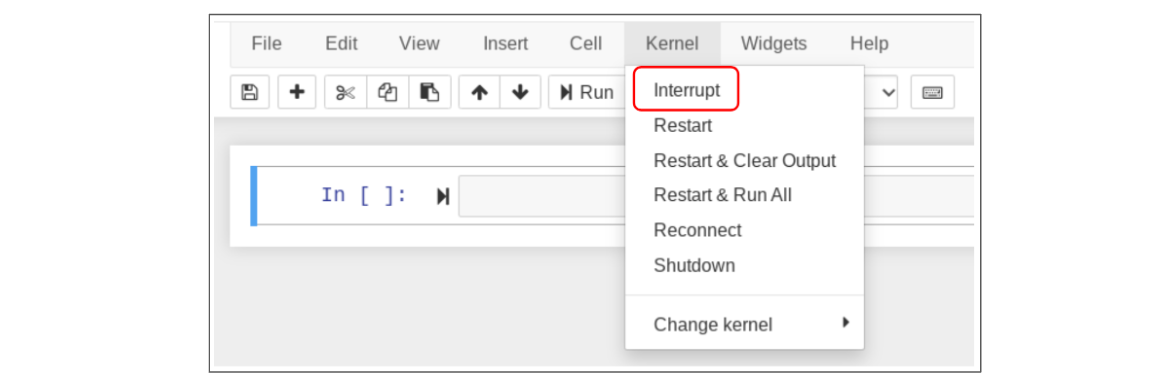 File Edit View Insert Cell Kernel Widgets Help
Run
Interrupt
Restart
Restart & Clear Output
Restart & Run All
Reconnect
Shutdown
Change kernel
In [ ]: